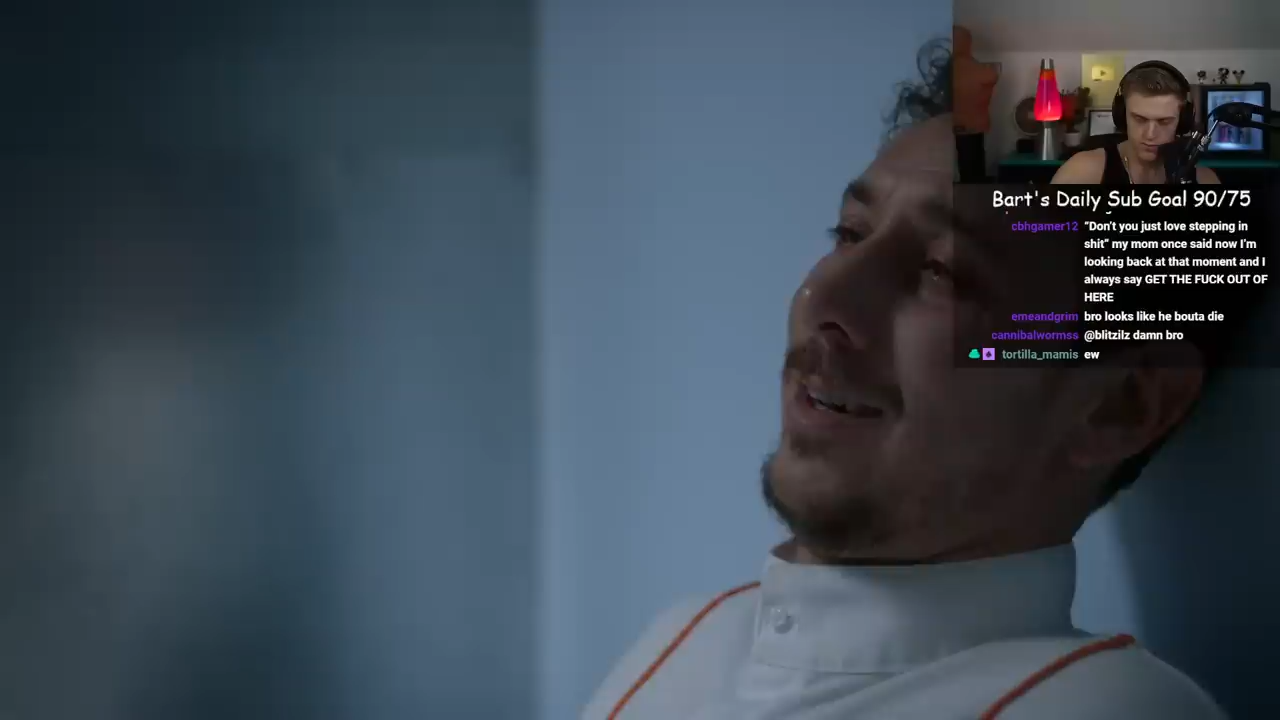 Bart's Daily Sub Goal 90/75
cbhgamer12 “Don't you just love stepping in
shit” my mom once said now I'm
looking back at that moment and I
always say GET THE FUCK OUT OF
HERE
emeandgrim bro looks like he bouta die
cannibalwormss @blitzilz damn bro
tortilla_mamis ew